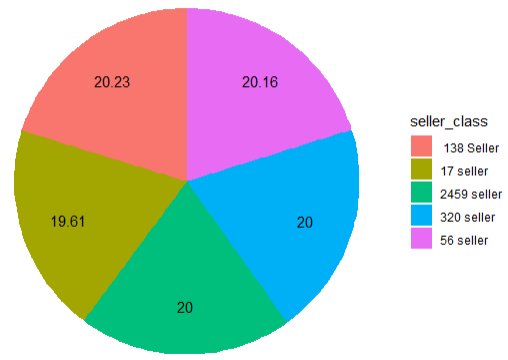 20.23
20.16
19.61
20
20
seller_class
138 Seller
17 seller
2459 seller
320 seller
56 seller